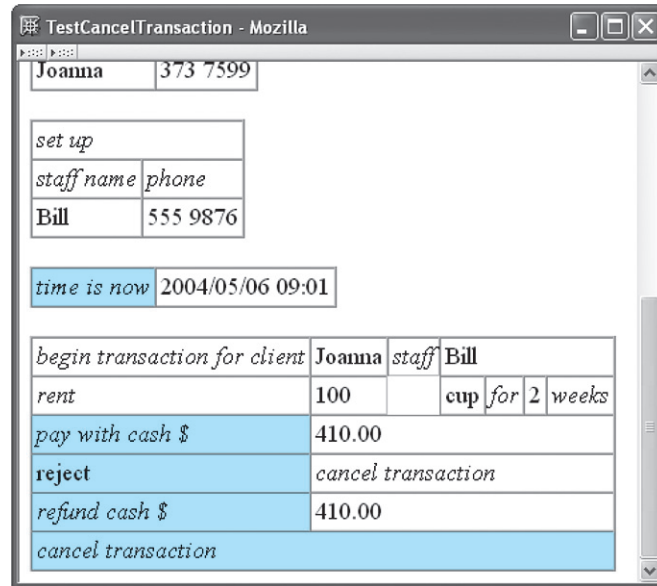 TestCancelTransaction - Mozilla
Joanna 373 7599
set up
staff name phone
Bill 555 9876
time is now 2004/05/06 09:01
begin transaction for client Joanna staff Bill
rent 100 cup for 2 weeks
pay with cash $ 410.00
reject cancel transaction
refund cash $ 410.00
cancel transaction